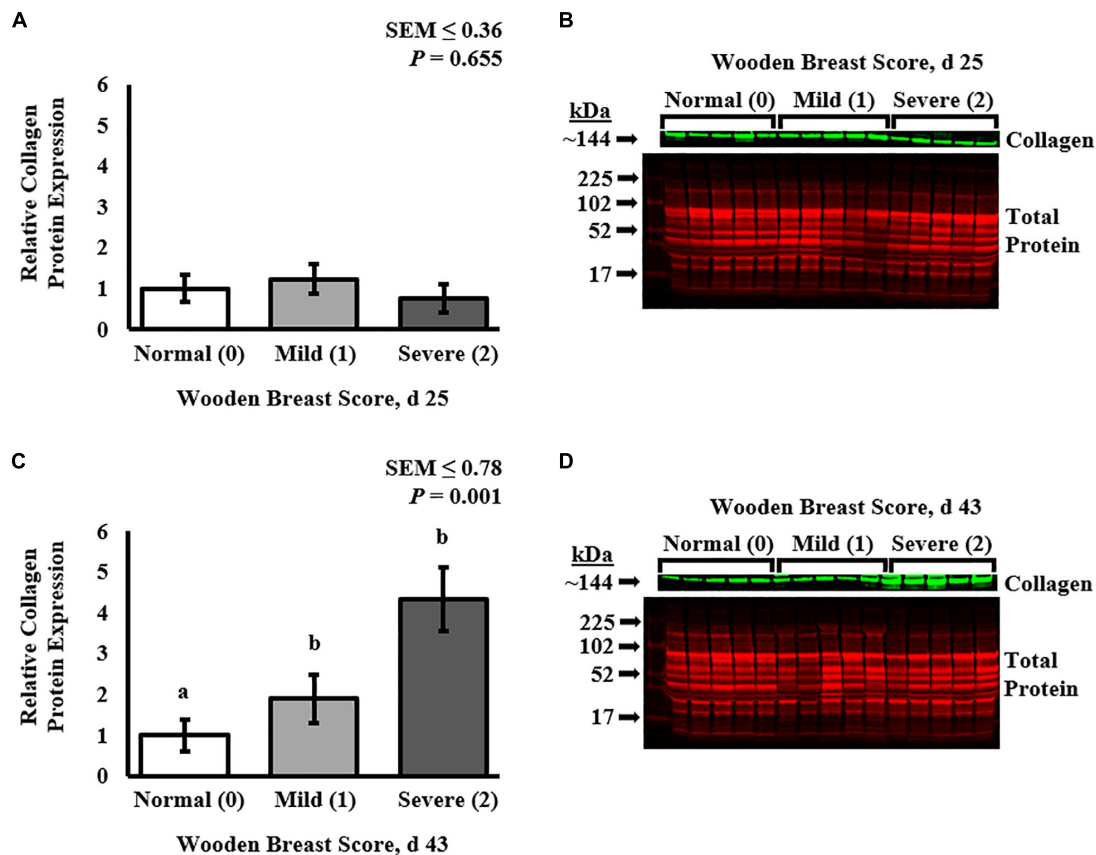 A
SEM ≤ 0.36
P = 0.655
Relative Collagen
Protein Expression
6
5
4
3
2
1
0
Normal (0) Mild (1) Severe (2)
Wooden Breast Score, d 25
B
Wooden Breast Score, d 25
kDa
Normal (0) Mild (1) Severe (2)
~144 Collagen
225
102
52
17
Total
Protein
C
SEM ≤ 0.78
P = 0.001
Relative Collagen
Protein Expression
6
5
4
3
2
1
0
a
b
b
Normal (0) Mild (1) Severe (2)
Wooden Breast Score, d 43
D
Wooden Breast Score, d 43
kDa
Normal (0) Mild (1) Severe (2)
~144 Collagen
225
102
52
17
Total
Protein